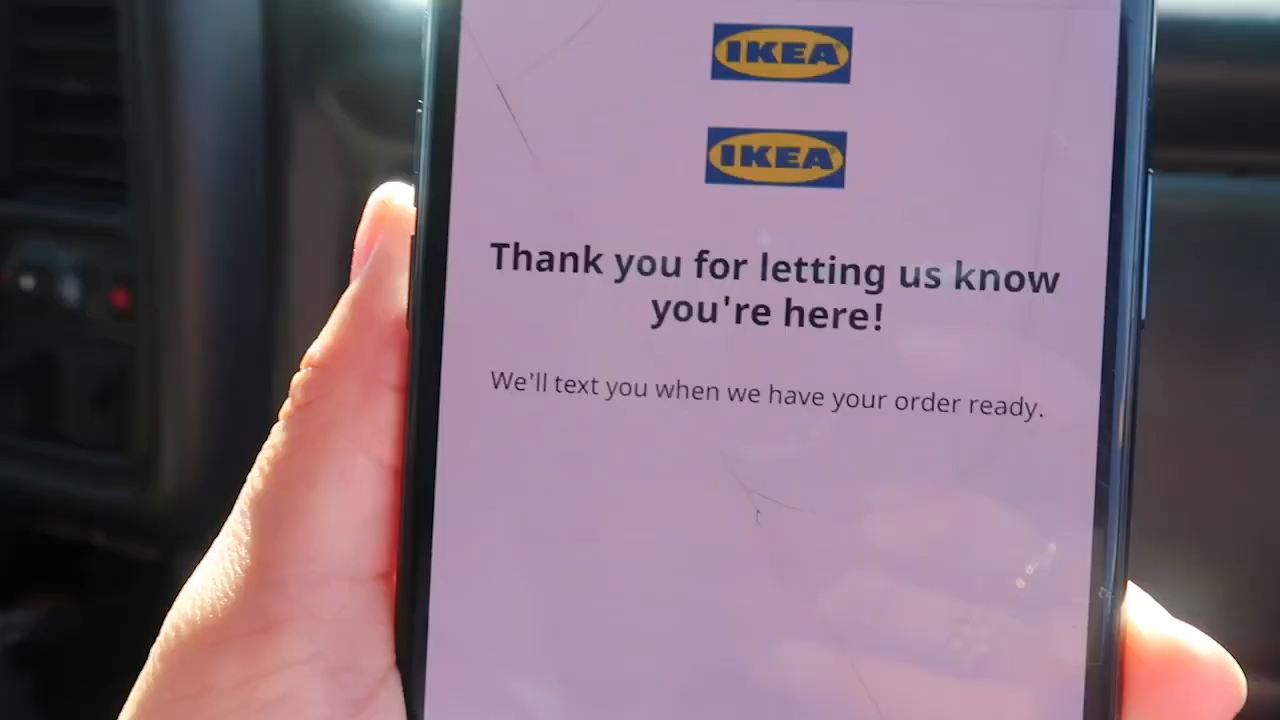 IKEA
IKEA
Thank you for letting us know
you're here!
We'll text you when we have your order ready.